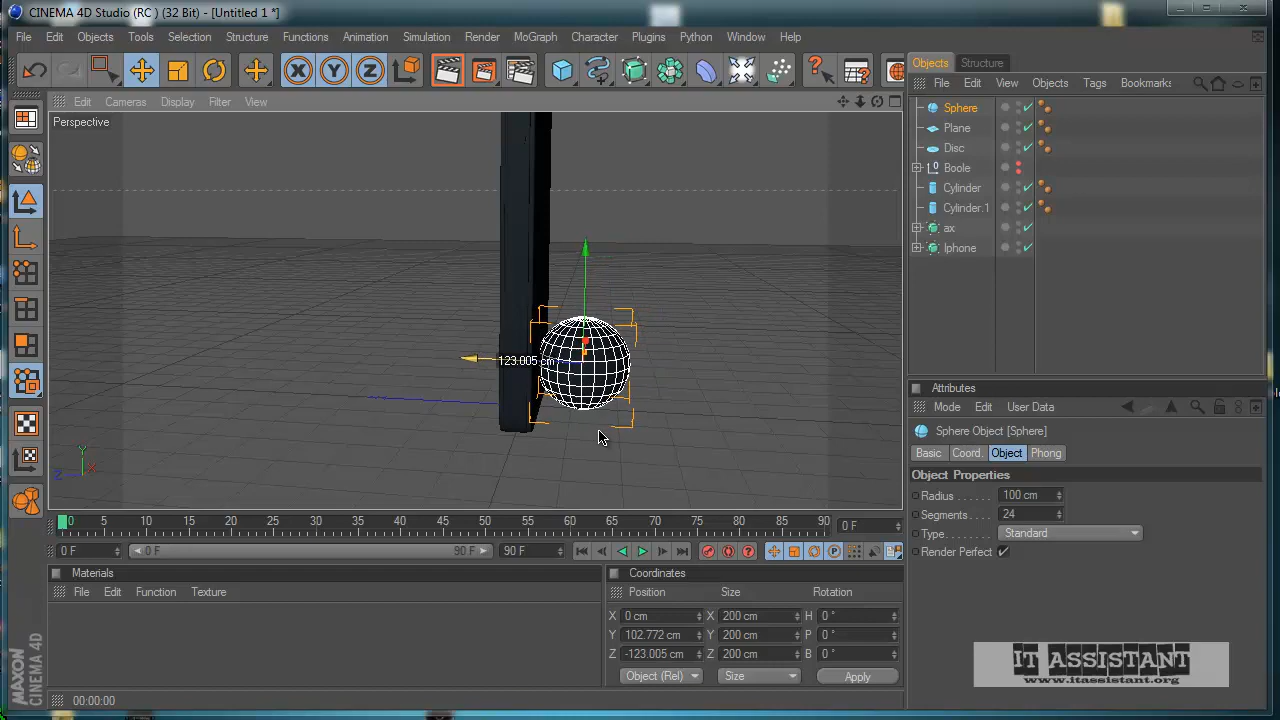 CINEMA 4D Studio (RC ) (32 Bit) - [Untitled 1 *]
File Edit Objects Tools Selection Structure Functions Animation Simulation Render MoGraph Character Plugins Python Window Help
X Y Z
Objects Structure
File Edit View Objects Tags Bookmarks
Edit Cameras Display Filter View
Perspective
Sphere
Plane
Disc
Boole
Cylinder
Cylinder.1
ax
Iphone
123.005 cm
Y
Z X
Attributes
Mode Edit User Data
Sphere Object [Sphere]
Basic Coord. Object Phong
Object Properties
Radius . . . . . . 100 cm
Segments . . . . 24
Type. . . . . . . . Standard
Render Perfect
0 5 10 15 20 25 30 35 40 45 50 55 60 65 70 75 80 85 90 0 F
0 F 0 F 90 F 90 F
Materials
File Edit Function Texture
Coordinates
Position Size Rotation
X 0 cm X 200 cm H 0 °
Y 102.772 cm Y 200 cm P 0 °
Z -123.005 cm Z 200 cm B 0 °
Object (Rel) Size Apply
00:00:00
MAXON
CINEMA 4D
IT ASSISTANT
www.itassistant.org